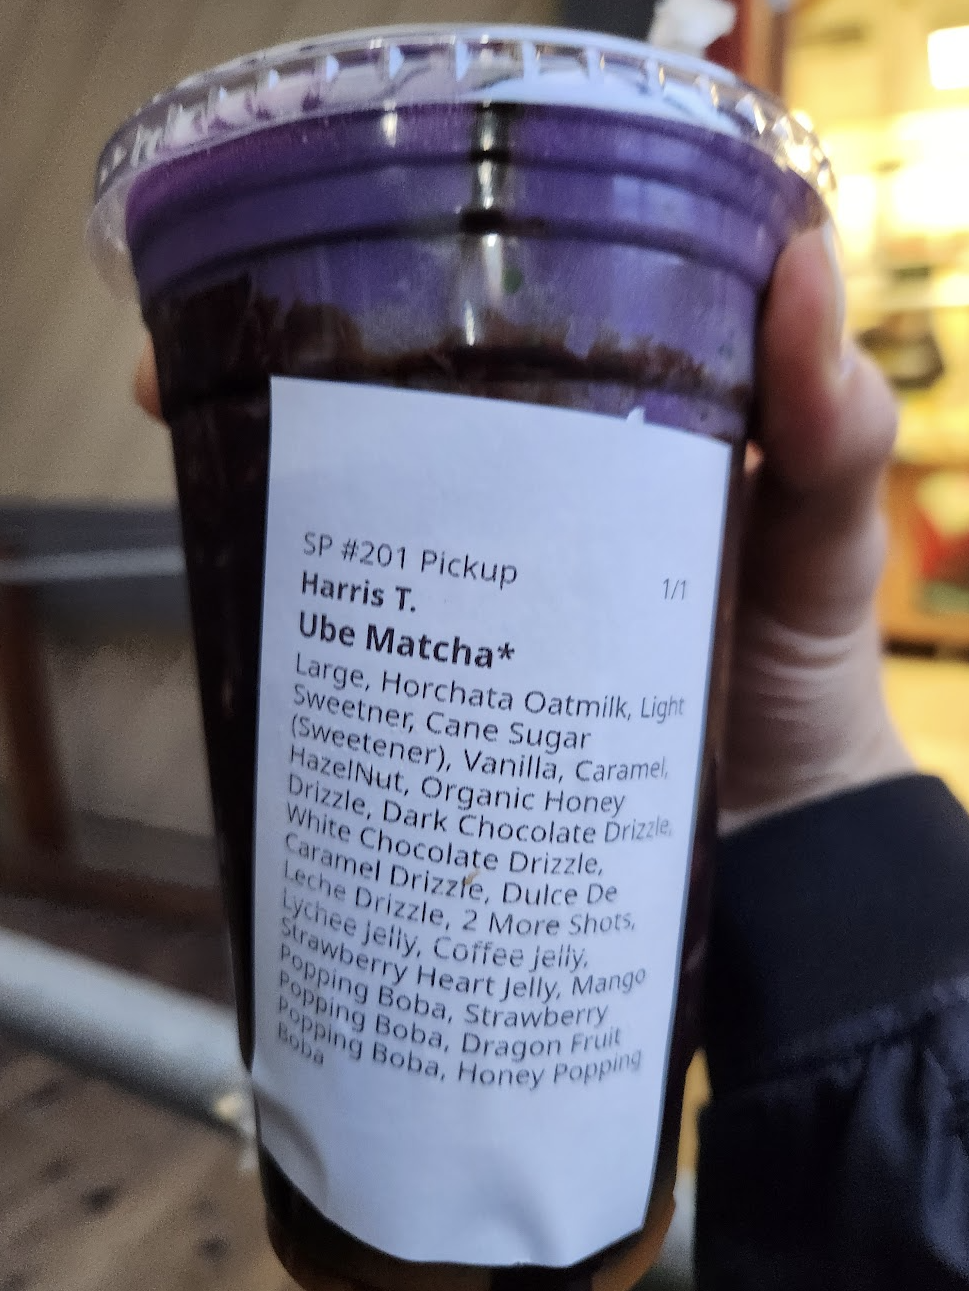 SP #201 Pickup
1/1
Harris T.
Ube Matcha*
Large, Horchata Oatmilk, Light
Sweetner, Cane Sugar
(Sweetener), Vanilla, Caramel,
HazelNut, Organic Honey
Drizzle, Dark Chocolate Drizzle,
White Chocolate Drizzle,
Caramel Drizzle, Dulce De
Leche Drizzle, 2 More Shots,
Lychee Jelly, Coffee Jelly,
Strawberry Heart Jelly, Mango
Popping Boba, Strawberry
Popping Boba, Dragon Fruit
Popping Boba, Honey Popping
Boba